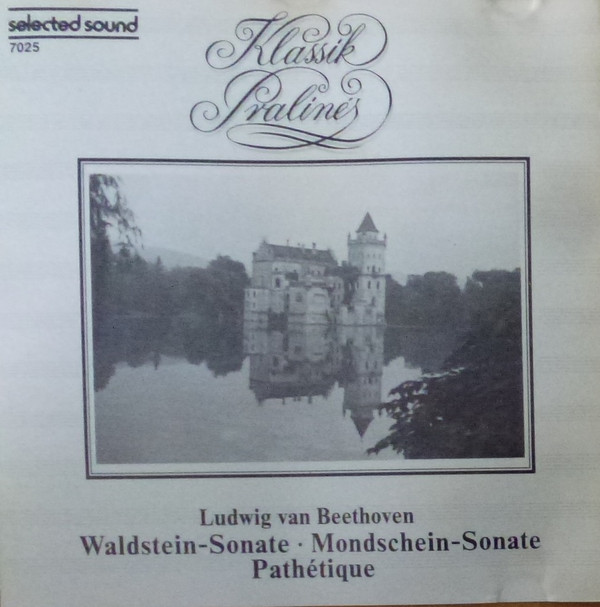 selected sound
7025
Klassik
Pralinés
Ludwig van Beethoven
Waldstein-Sonate · Mondschein-Sonate
Pathétique